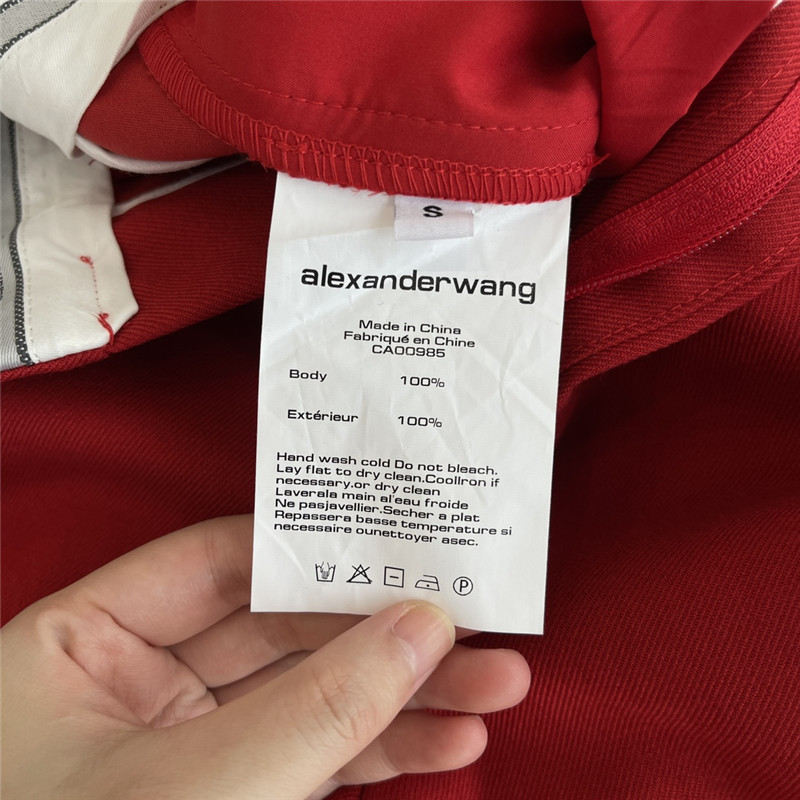 S
alexanderwang
Made in China
Fabriqué en Chine
CA00985
Body 100%
Extérieur 100%
Hand wash cold Do not bleach.
Lay flat to dry clean.CoolIron if
necessary.or dry clean
Laverala main al'eau froide
Ne pasjavellier.Secher a plat
Repassera basse temperature si
necessaire ounettoyer asec.
P